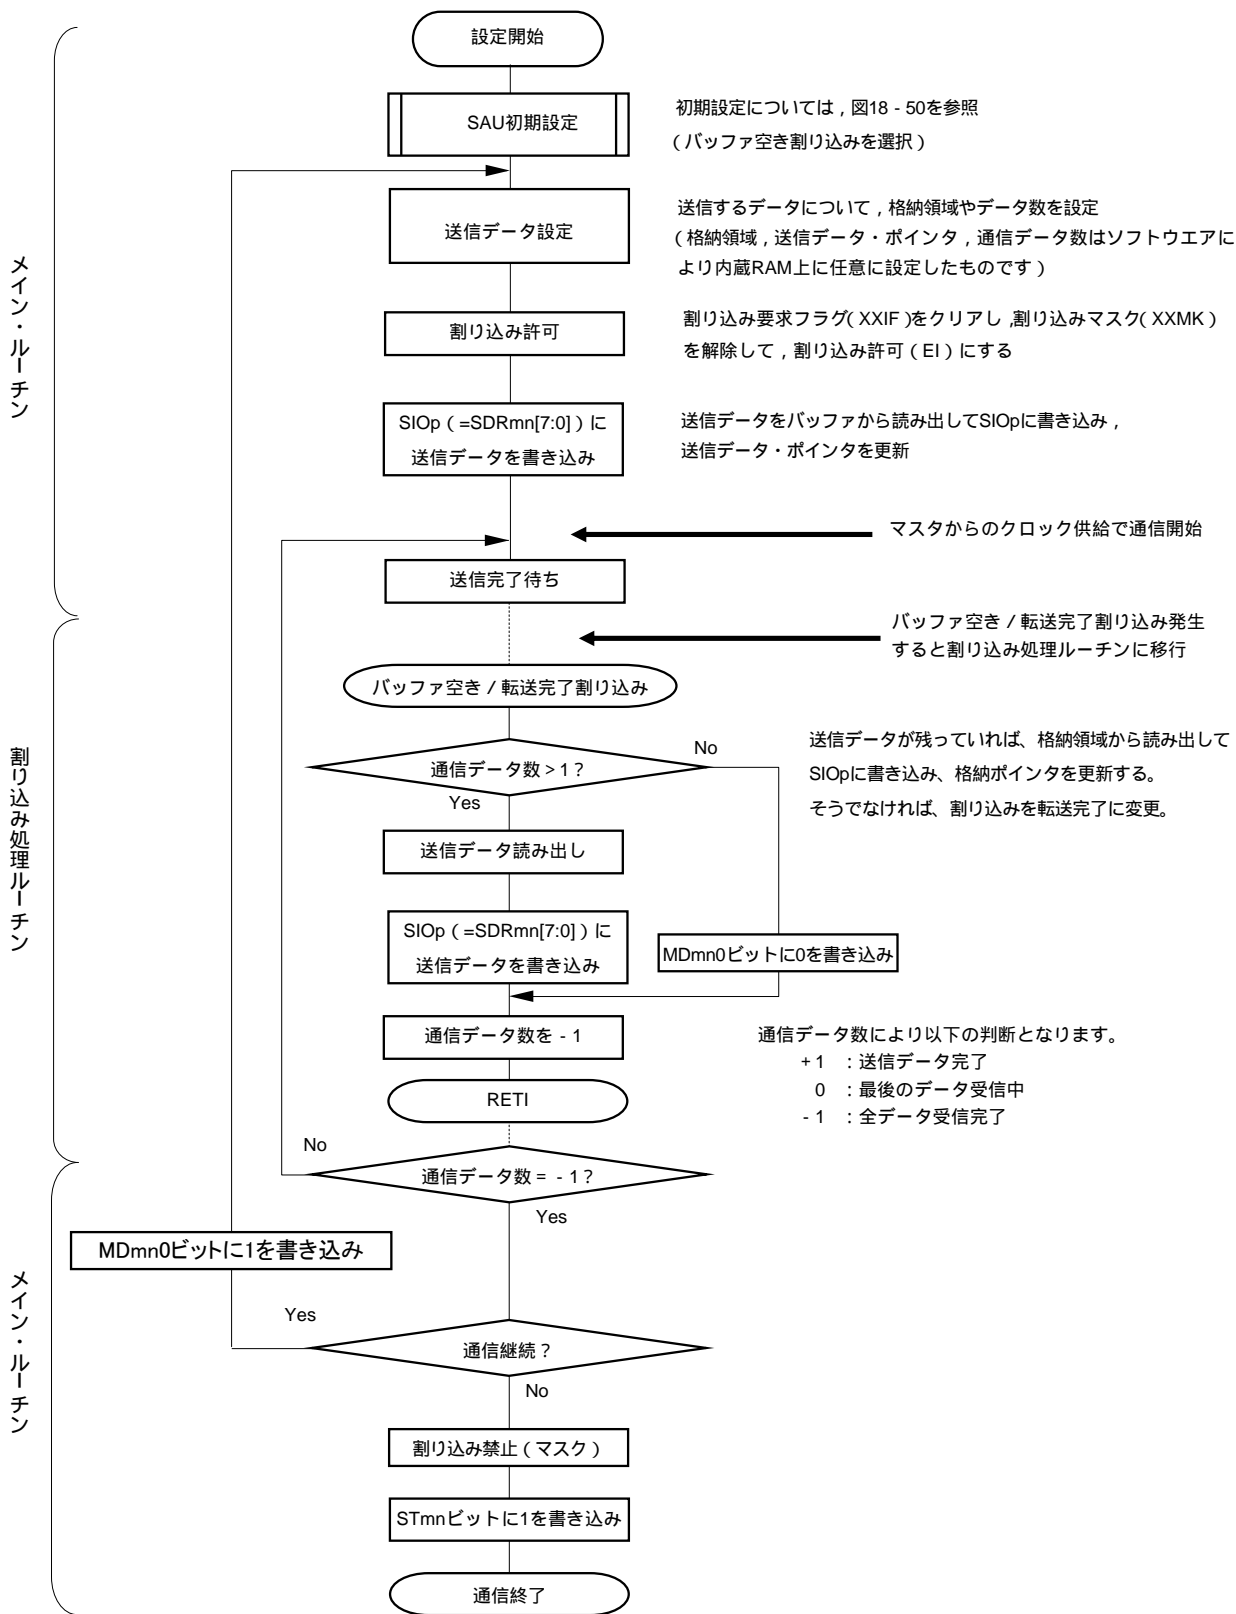 設定開始
SAU初期設定
初期設定については，図18‐50を参照
（バッファ空き割り込みを選択）
送信データ設定
送信するデータについて，格納領域やデータ数を設定
（格納領域，送信データ・ポインタ，通信データ数はソフトウエアに
より内蔵RAM上に任意に設定したものです）
メイン・ルーチン
割り込み許可
割り込み要求フラグ（XXIF）をクリアし，割り込みマスク（XXMK）
を解除して，割り込み許可（EI）にする
SIOp（=SDRmn[7:0]）に
送信データを書き込み
送信データをバッファから読み出してSIOpに書き込み，
送信データ・ポインタを更新
マスタからのクロック供給で通信開始
送信完了待ち
バッファ空き／転送完了割り込み発生
すると割り込み処理ルーチンに移行
バッファ空き／転送完了割り込み
割り込み処理ルーチン
通信データ数＞1？
No
Yes
送信データが残っていれば、格納領域から読み出して
SIOpに書き込み、格納ポインタを更新する。
そうでなければ、割り込みを転送完了に変更。
送信データ読み出し
SIOp（=SDRmn[7:0]）に
送信データを書き込み
MDmn0ビットに0を書き込み
通信データ数を‐1
通信データ数により以下の判断となります。
+1：送信データ完了
0：最後のデータ受信中
-1：全データ受信完了
RETI
No
通信データ数=‐1？
Yes
MDmn0ビットに1を書き込み
メイン・ルーチン
Yes
通信継続？
No
割り込み禁止（マスク）
STmnビットに1を書き込み
通信終了